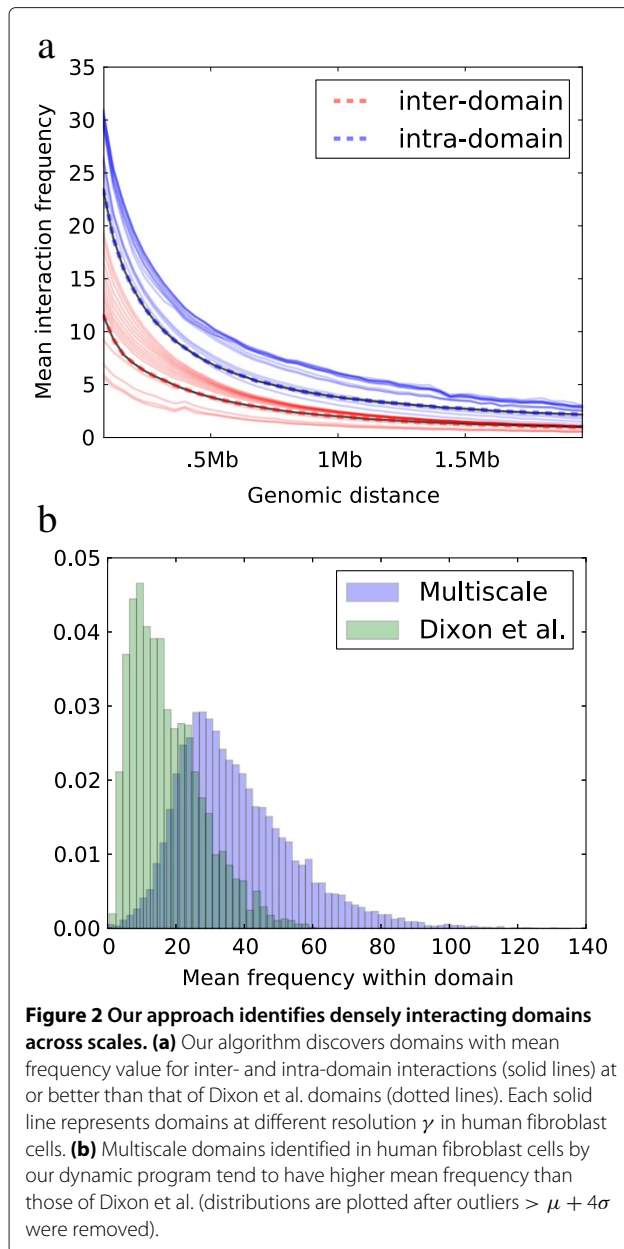 a
35
30
25
20
15
10
5
0
Mean interaction frequency
inter-domain
intra-domain
.5Mb 1Mb 1.5Mb
Genomic distance
b
0.05
0.04
0.03
0.02
0.01
0.00
Multiscale
Dixon et al.
0 20 40 60 80 100 120 140
Mean frequency within domain
Figure 2 Our approach identifies densely interacting domains
across scales. (a) Our algorithm discovers domains with mean
frequency value for inter- and intra-domain interactions (solid lines) at
or better than that of Dixon et al. domains (dotted lines). Each solid
line represents domains at different resolution γ in human fibroblast
cells. (b) Multiscale domains identified in human fibroblast cells by
our dynamic program tend to have higher mean frequency than
those of Dixon et al. (distributions are plotted after outliers > μ + 4σ
were removed).